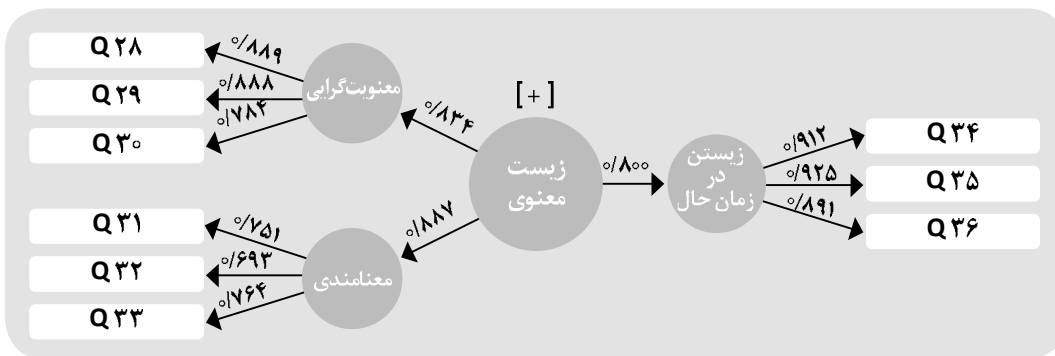 Q ۲۸
Q ۲۹
Q ۳۰
Q ۳۱
Q ۳۲
Q ۳۳
۰/۸۸۹
۰/۸۸۸
۰/۷۸۴
۰/۷۵۱
۰/۶۹۳
۰/۷۶۴
معنویت‌گرایی
معنامندی
۰/۸۳۴
۰/۸۸۷
[+]
زیست
معنوی
۰/۸۰۰
زیستن
در
زمان حال
۰/۹۱۲
۰/۹۲۵
۰/۸۹۱
Q ۳۴
Q ۳۵
Q ۳۶